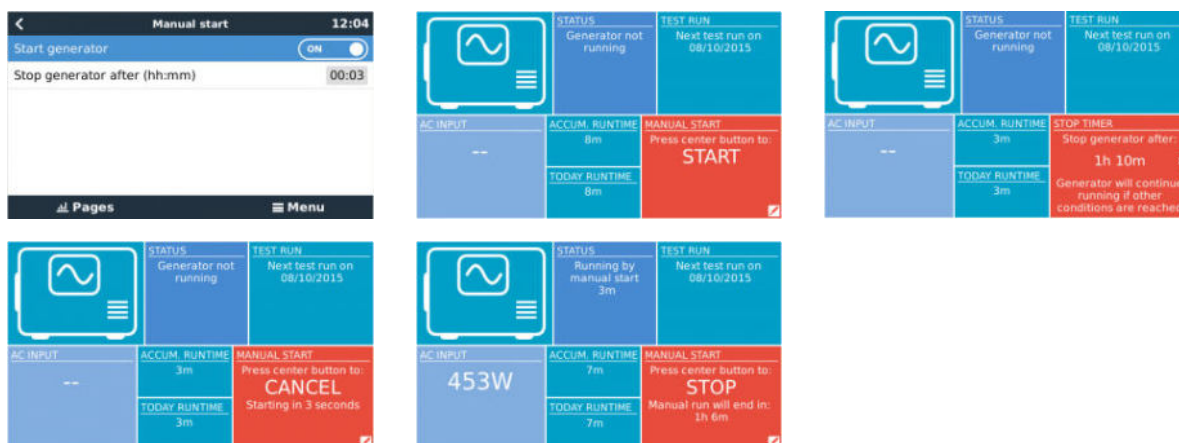 Manual start 12:04
Start generator ON
Stop generator after (hh:mm) 00:03
Pages Menu
STATUS
Generator not
running
TEST RUN
Next test run on
08/10/2015
AC INPUT
--
ACCUM. RUNTIME
8m
TODAY RUNTIME
8m
MANUAL START
Press center button to:
START
STATUS
Generator not
running
TEST RUN
Next test run on
08/10/2015
AC INPUT
--
ACCUM. RUNTIME
3m
TODAY RUNTIME
3m
STOP TIMER
Stop generator after:
1h 10m
Generator will continue
running if other
conditions are reached
STATUS
Generator not
running
TEST RUN
Next test run on
08/10/2015
AC INPUT
--
ACCUM. RUNTIME
3m
TODAY RUNTIME
3m
MANUAL START
Press center button to:
CANCEL
Starting in 3 seconds
STATUS
Running by
manual start
3m
TEST RUN
Next test run on
08/10/2015
AC INPUT
453W
ACCUM. RUNTIME
7m
TODAY RUNTIME
7m
MANUAL START
Press center button to:
STOP
Manual run will end in:
1h 6m